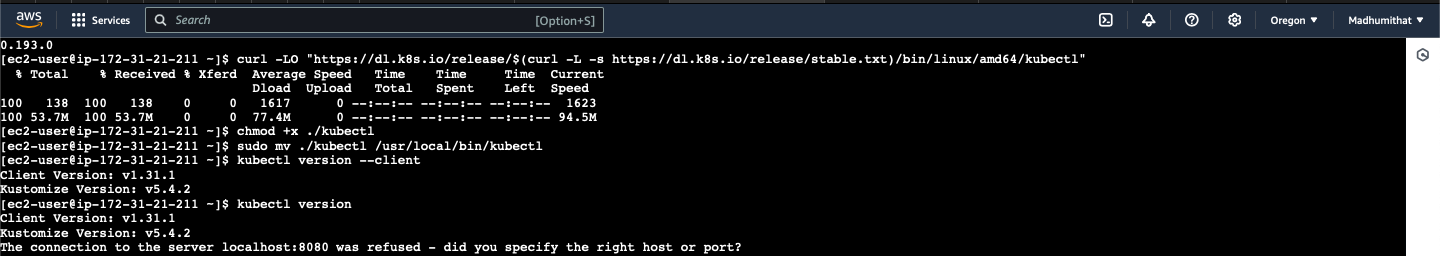 aws Services Search [Option+S] Oregon ▼ Madhumithat ▼
0.193.0
[ec2-user@ip-172-31-21-211 ~]$ curl -LO "https://dl.k8s.io/release/$(curl -L -s https://dl.k8s.io/release/stable.txt)/bin/linux/amd64/kubectl"
  % Total    % Received % Xferd  Average Speed   Time    Time     Time  Current
                                 Dload  Upload   Total   Spent    Left  Speed
100   138  100   138    0     0   1617      0 --:--:-- --:--:-- --:--:--  1623
100 53.7M  100 53.7M    0     0  77.4M      0 --:--:-- --:--:-- --:--:-- 94.5M
[ec2-user@ip-172-31-21-211 ~]$ chmod +x ./kubectl
[ec2-user@ip-172-31-21-211 ~]$ sudo mv ./kubectl /usr/local/bin/kubectl
[ec2-user@ip-172-31-21-211 ~]$ kubectl version --client
Client Version: v1.31.1
Kustomize Version: v5.4.2
[ec2-user@ip-172-31-21-211 ~]$ kubectl version
Client Version: v1.31.1
Kustomize Version: v5.4.2
The connection to the server localhost:8080 was refused - did you specify the right host or port?